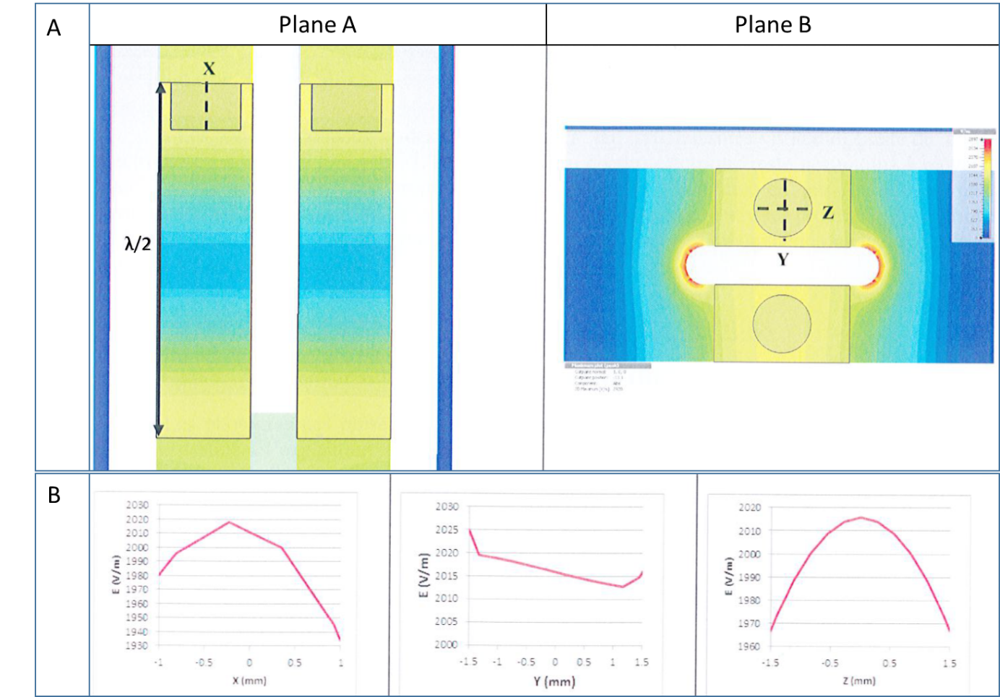 A
Plane A
Plane B
X
λ/2
Z
Y
Maximum plot (peak)
B
2030
2020
2010
2000
1990
1980
1970
1960
1950
1940
1930
E (V/m)
-1
-0.5
0
0.5
1
X (mm)
2030
2025
2020
2015
2010
2005
2000
E (V/m)
-1.5
-1
-0.5
0
0.5
1
1.5
Y (mm)
2020
2010
2000
1990
1980
1970
1960
E (V/m)
-1.5
-0.5
0.5
1.5
Z (mm)